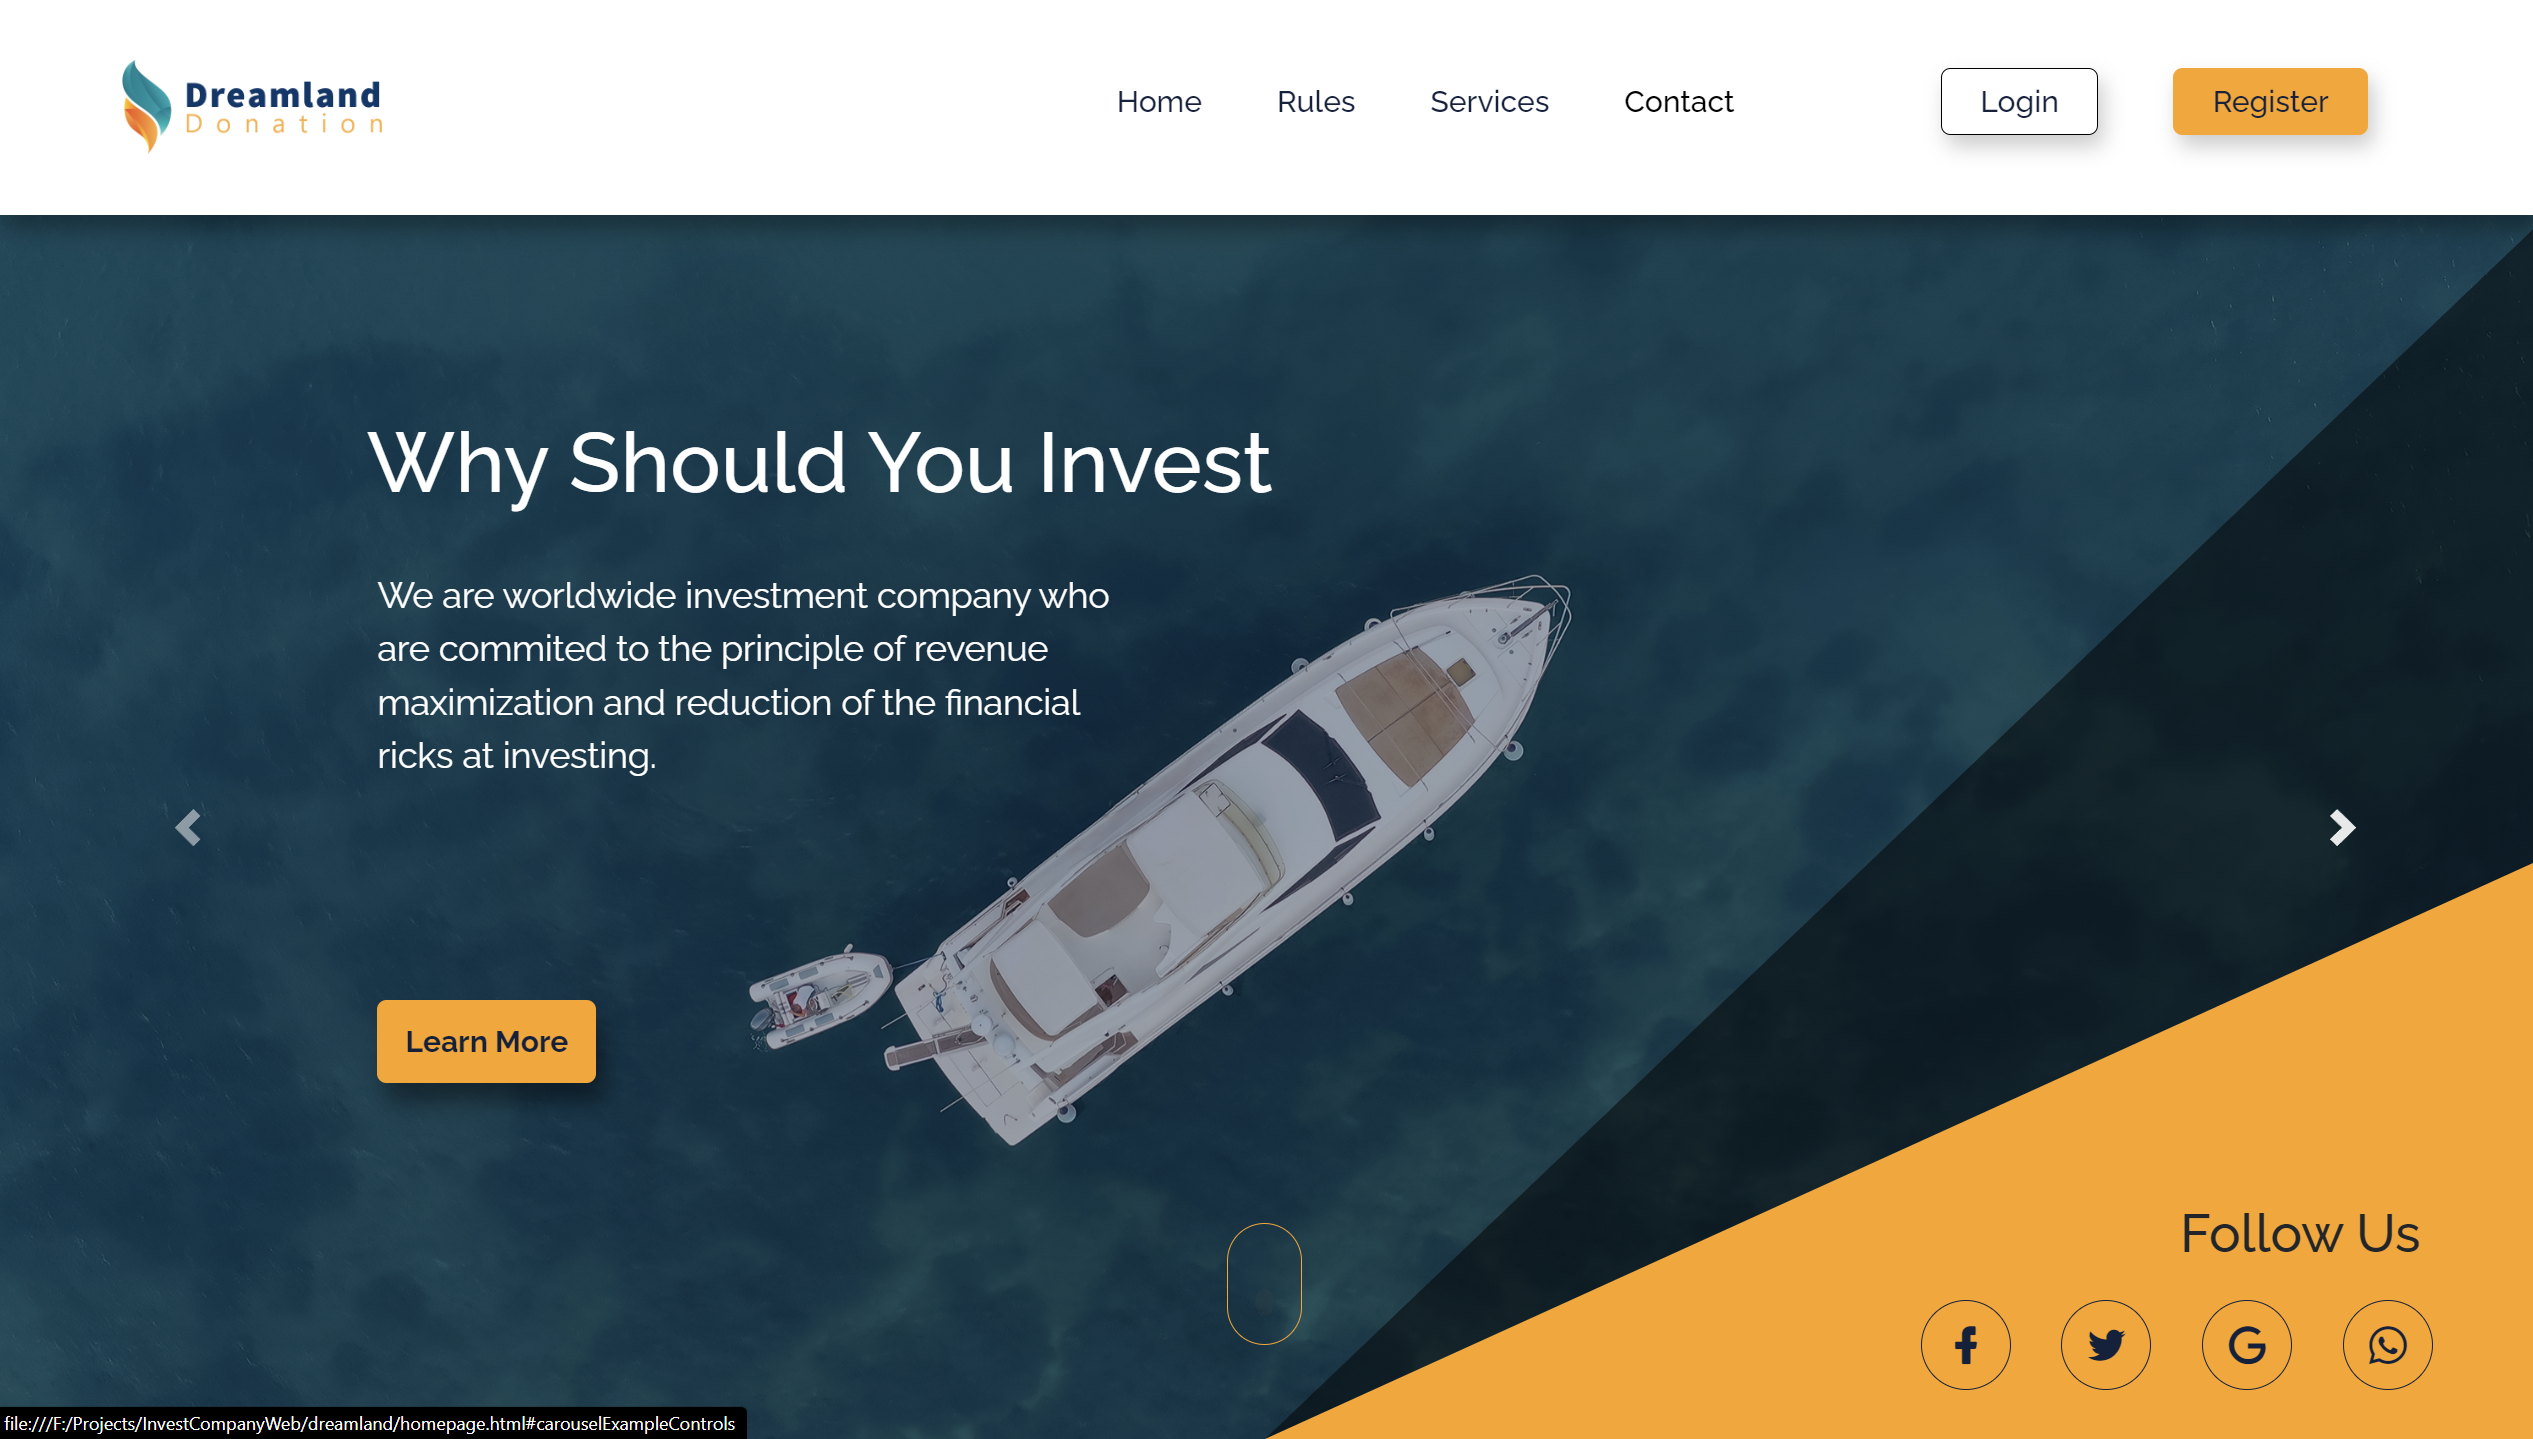 Dreamland
Donation
Home
Rules
Services
Contact
Login
Register
Why Should You Invest
We are worldwide investment company who
are commited to the principle of revenue
maximization and reduction of the financial
ricks at investing.
Learn More
Follow Us
file:///F:/Projects/InvestCompanyWeb/dreamland/homepage.html#carouselExampleControls